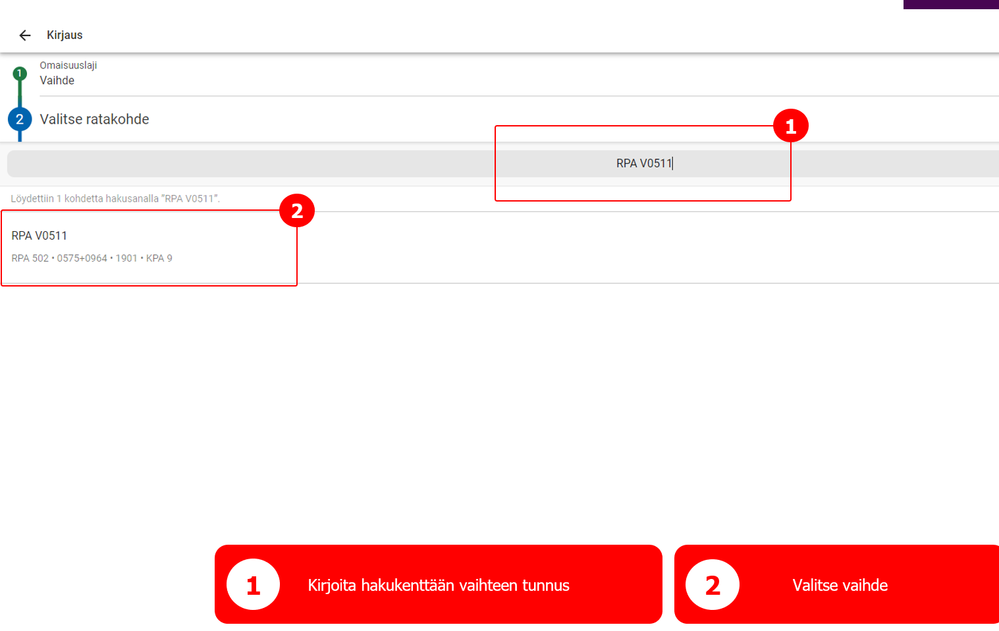 Kirjaus
1
Omaisuuslaji
Vaihde
2
Valitse ratakohde
1
RPA V0511
Löydettiin 1 kohdetta hakusanalla ”RPA V0511”.
2
RPA V0511
RPA 502 • 0575+0964 • 1901 • KPA 9
1
Kirjoita hakukenttään vaihteen tunnus
2
Valitse vaihde